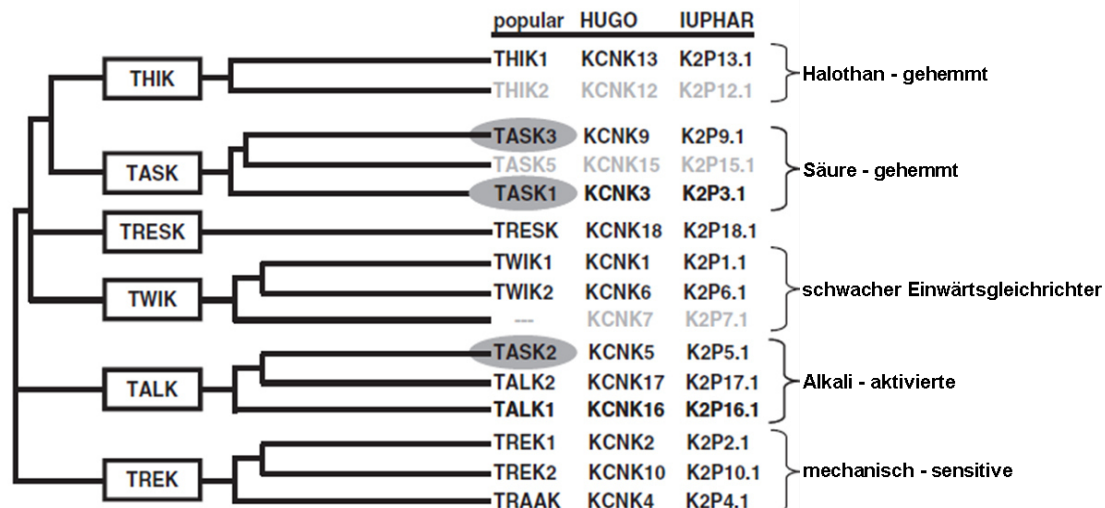 popular HUGO IUPHAR
THIK
THIK1 KCNK13 K2P13.1
THIK2 KCNK12 K2P12.1
Halothan - gehemmt
TASK
TASK3 KCNK9 K2P9.1
TASK5 KCNK15 K2P15.1
TASK1 KCNK3 K2P3.1
Säure - gehemmt
TRESK
TRESK KCNK18 K2P18.1
TWIK
TWIK1 KCNK1 K2P1.1
TWIK2 KCNK6 K2P6.1
--- KCNK7 K2P7.1
schwacher Einwärtsgleichrichter
TALK
TASK2 KCNK5 K2P5.1
TALK2 KCNK17 K2P17.1
TALK1 KCNK16 K2P16.1
Alkali - aktivierte
TREK
TREK1 KCNK2 K2P2.1
TREK2 KCNK10 K2P10.1
TRAAK KCNK4 K2P4.1
mechanisch - sensitive